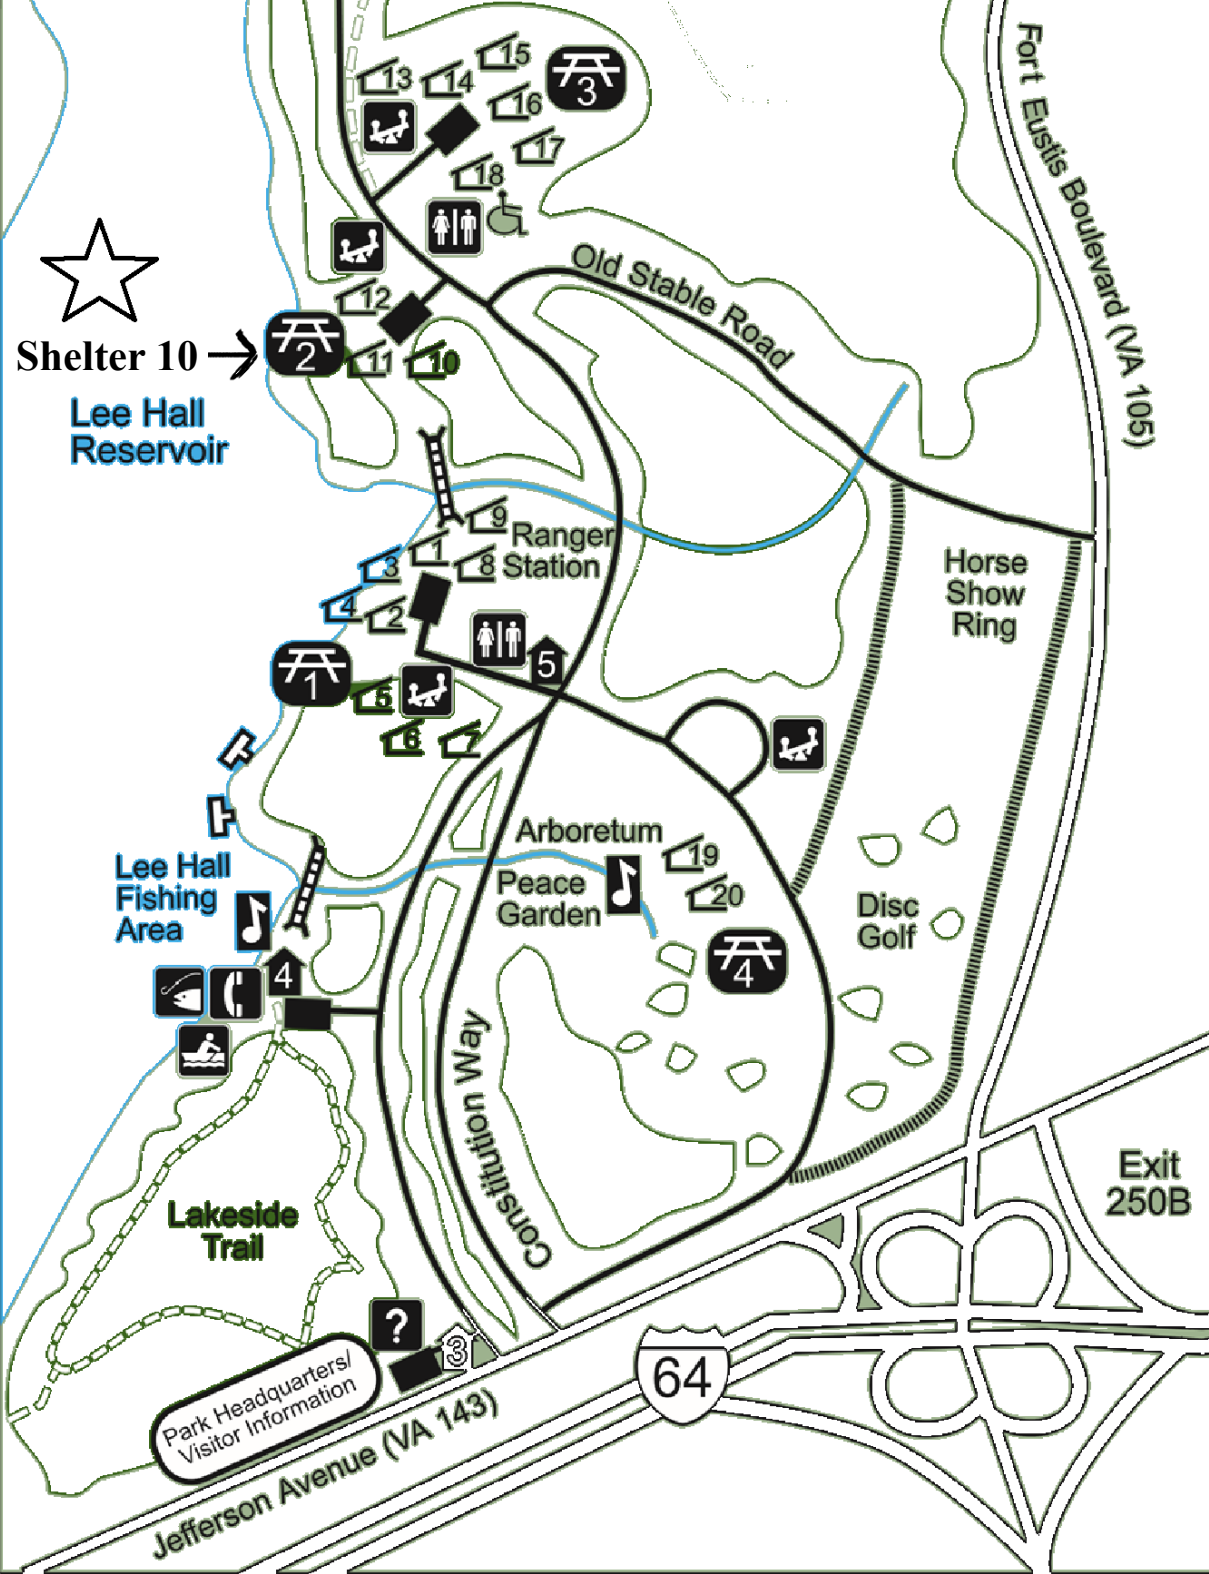 15
13
14
3
16
17
18
Fort Eustis Boulevard (VA 105)
Old Stable Road
12
Shelter 10
2
11
10
Lee Hall
Reservoir
9
Ranger
Station
1
3
8
4
2
Horse
Show
Ring
5
1
5
6
7
Arboretum
19
Peace
Garden
20
Lee Hall
Fishing
Area
Disc
Golf
4
4
Constitution Way
Exit
250B
Lakeside
Trail
?
3
Park Headquarters/
Visitor Information
64
Jefferson Avenue (VA 143)